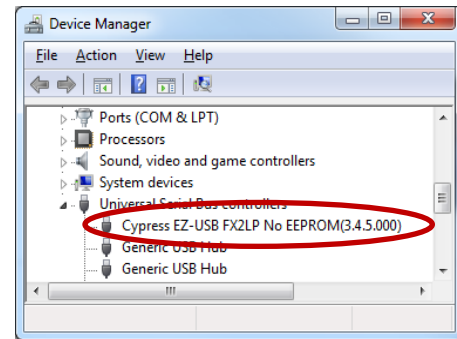 Device Manager
File Action View Help
Ports (COM & LPT)
Processors
Sound, video and game controllers
System devices
Universal Serial Bus controllers
Cypress EZ-USB FX2LP No EEPROM(3.4.5.000)
Generic USB Hub
Generic USB Hub